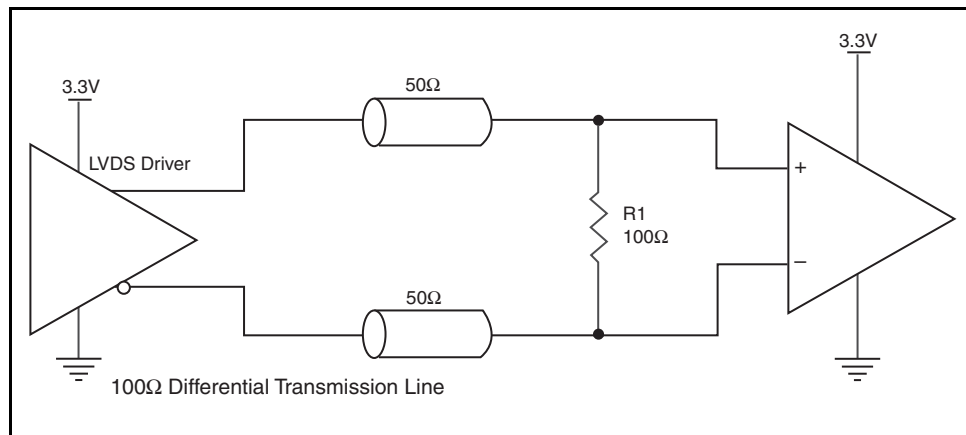 3.3V
3.3V
50Ω
LVDS Driver
+
R1
100Ω
–
50Ω
100Ω Differential Transmission Line